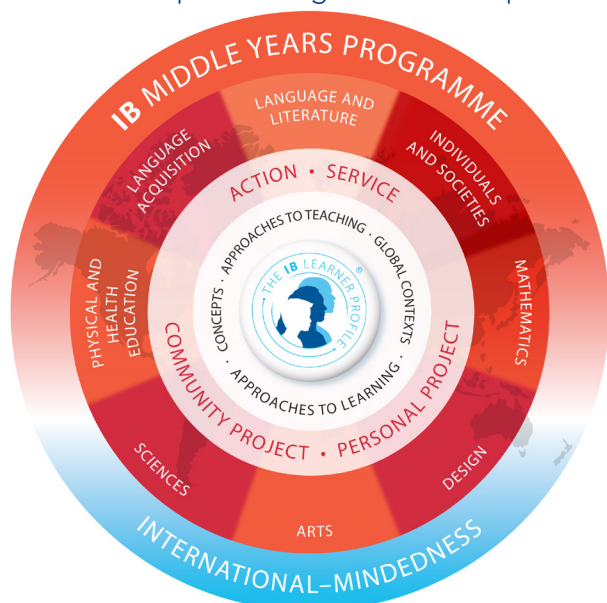 IB MIDDLE YEARS PROGRAMME
LANGUAGE AND
LITERATURE
INDIVIDUALS
AND SOCIETIES
MATHEMATICS
DESIGN
ARTS
SCIENCES
PHYSICAL AND
HEALTH
EDUCATION
LANGUAGE
ACQUISITION
ACTION • SERVICE
PERSONAL PROJECT •
COMMUNITY PROJECT
APPROACHES TO TEACHING ·
GLOBAL CONTEXTS ·
APPROACHES TO LEARNING ·
CONCEPTS ·
THE IB LEARNER PROFILE ®
INTERNATIONAL–MINDEDNESS